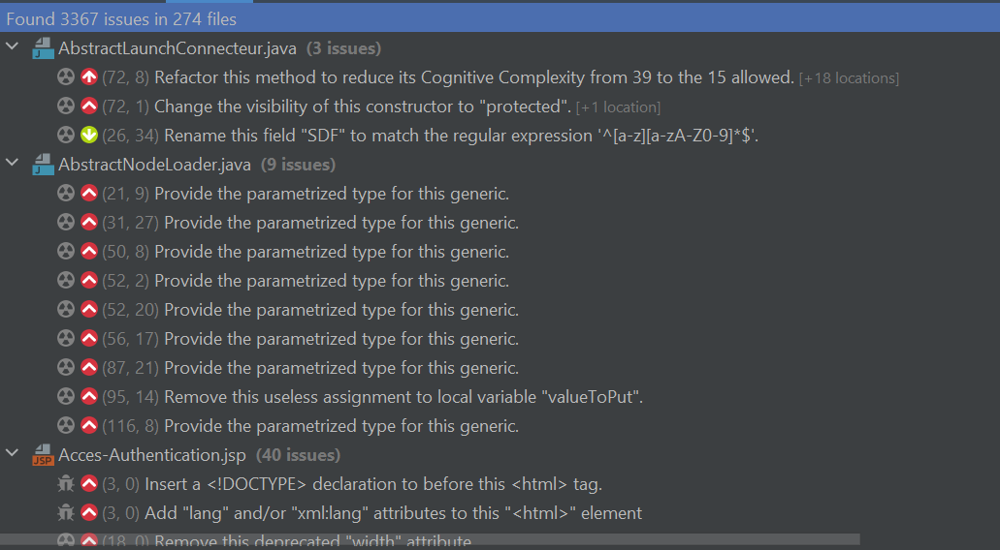 Found 3367 issues in 274 files
AbstractLaunchConnecteur.java (3 issues)
(72, 8) Refactor this method to reduce its Cognitive Complexity from 39 to the 15 allowed. [+18 locations]
(72, 1) Change the visibility of this constructor to "protected". [+1 location]
(26, 34) Rename this field "SDF" to match the regular expression '^[a-z][a-zA-Z0-9]*$'.
AbstractNodeLoader.java (9 issues)
(21, 9) Provide the parametrized type for this generic.
(31, 27) Provide the parametrized type for this generic.
(50, 8) Provide the parametrized type for this generic.
(52, 2) Provide the parametrized type for this generic.
(52, 20) Provide the parametrized type for this generic.
(56, 17) Provide the parametrized type for this generic.
(87, 21) Provide the parametrized type for this generic.
(95, 14) Remove this useless assignment to local variable "valueToPut".
(116, 8) Provide the parametrized type for this generic.
JSP Acces-Authentication.jsp (40 issues)
(3, 0) Insert a <!DOCTYPE> declaration to before this <html> tag.
(3, 0) Add "lang" and/or "xml:lang" attributes to this "<html>" element
(18, 0) Remove this deprecated "width" attribute